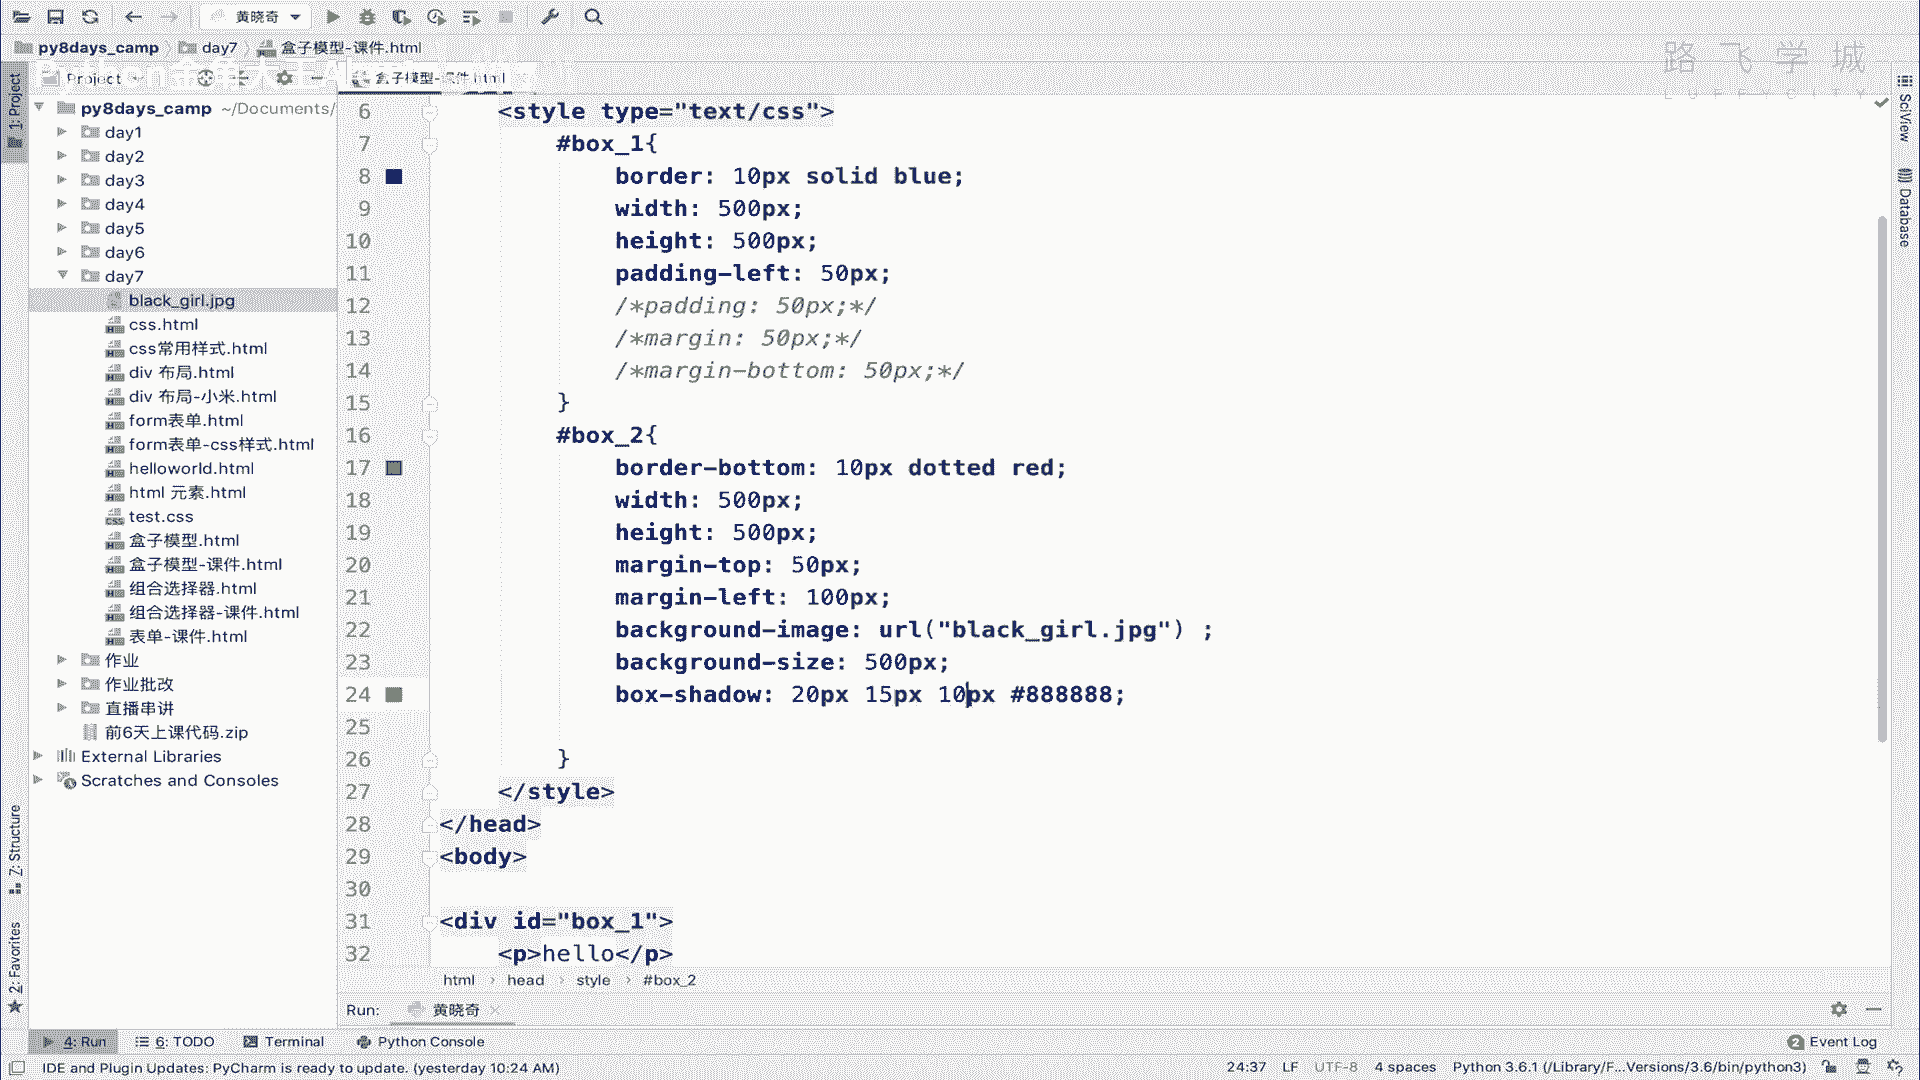 黄晓奇
py8days_camp day7 盒子模型-课件.html
路飞学城
LUFFYCITY
Project
盒子模型-课件.html
1: Project
py8days_camp ~/Documents/
day1
day2
day3
day4
day5
day6
day7
black_girl.jpg
css.html
css常用样式.html
div 布局.html
div 布局-小米.html
form表单.html
form表单-css样式.html
helloworld.html
html 元素.html
test.css
盒子模型.html
盒子模型-课件.html
组合选择器.html
组合选择器-课件.html
表单-课件.html
作业
作业批改
直播串讲
前6天上课代码.zip
External Libraries
Scratches and Consoles
7: Structure
2: Favorites
6 <style type="text/css">
7 #box_1{
8 border: 10px solid blue;
9 width: 500px;
10 height: 500px;
11 padding-left: 50px;
12 /*padding: 50px;*/
13 /*margin: 50px;*/
14 /*margin-bottom: 50px;*/
15 }
16 #box_2{
17 border-bottom: 10px dotted red;
18 width: 500px;
19 height: 500px;
20 margin-top: 50px;
21 margin-left: 100px;
22 background-image: url("black_girl.jpg") ;
23 background-size: 500px;
24 box-shadow: 20px 15px 10px #888888;
25
26 }
27 </style>
28 </head>
29 <body>
30
31 <div id="box_1">
32 <p>hello</p>
html › head › style › #box_2
SciView
Database
Run: 黄晓奇
4: Run 6: TODO Terminal Python Console 2 Event Log
IDE and Plugin Updates: PyCharm is ready to update. (yesterday 10:24 AM) 24:37 LF UTF-8 4 spaces Python 3.6.1 (/Library/F...Versions/3.6/bin/python3)